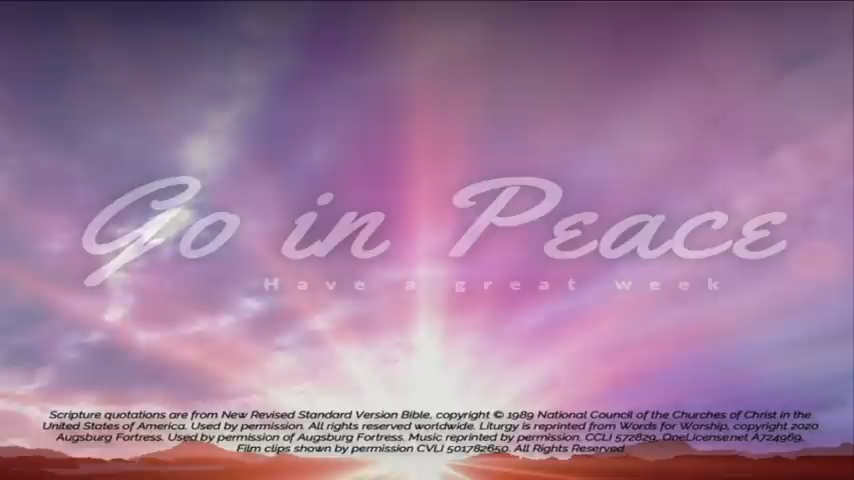 Go in Peace
Have a great week
Scripture quotations are from New Revised Standard Version Bible, copyright © 1989 National Council of the Churches of Christ in the
United States of America. Used by permission. All rights reserved worldwide. Liturgy is reprinted from Words for Worship, copyright 2020
Augsburg Fortress. Used by permission of Augsburg Fortress. Music reprinted by permission. CCLI 572829, OneLicense.net A724969,
Film clips shown by permission CVLI 501782650. All Rights Reserved